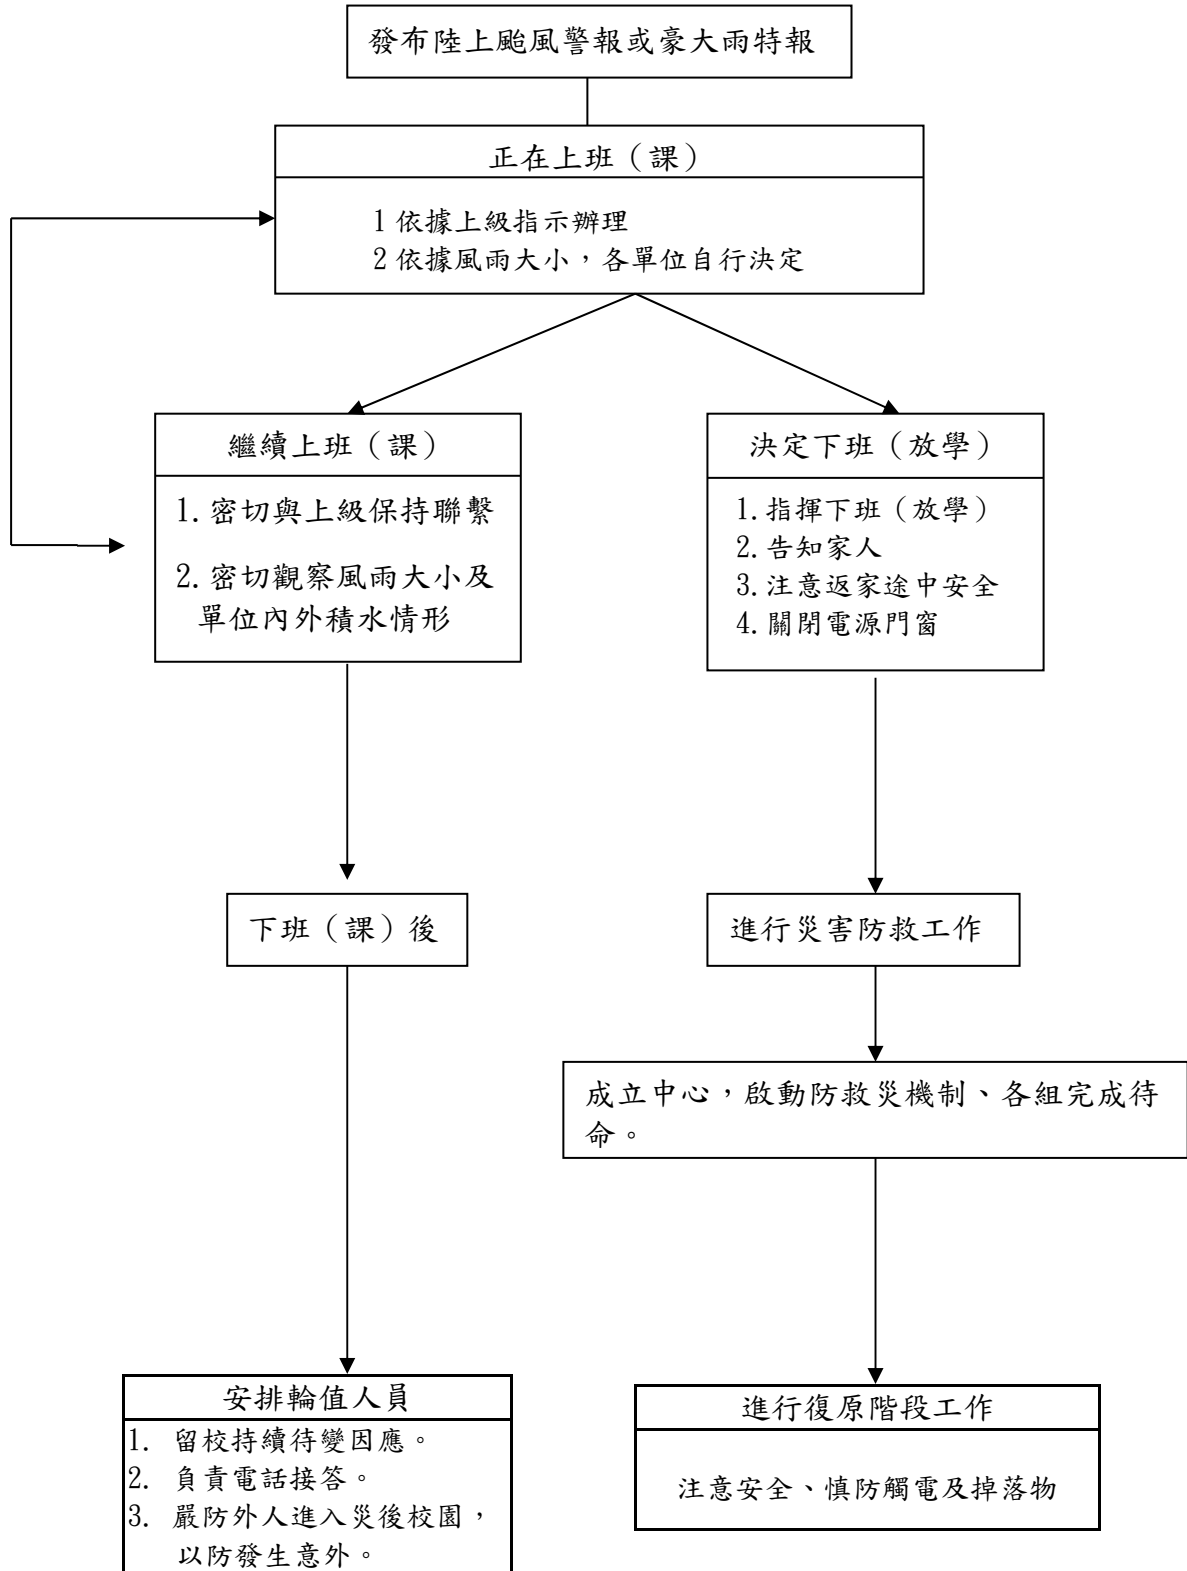 發布陸上颱風警報或豪大雨特報
正在上班（課）
1 依據上級指示辦理
2 依據風雨大小，各單位自行決定
繼續上班（課）
1. 密切與上級保持聯繫
2. 密切觀察風雨大小及
單位內外積水情形
決定下班（放學）
1. 指揮下班（放學）
2. 告知家人
3. 注意返家途中安全
4. 關閉電源門窗
下班（課）後
進行災害防救工作
成立中心，啟動防救災機制、各組完成待
命。
安排輪值人員
1. 留校持續待變因應。
2. 負責電話接答。
3. 嚴防外人進入災後校園，
以防發生意外。
進行復原階段工作
注意安全、慎防觸電及掉落物